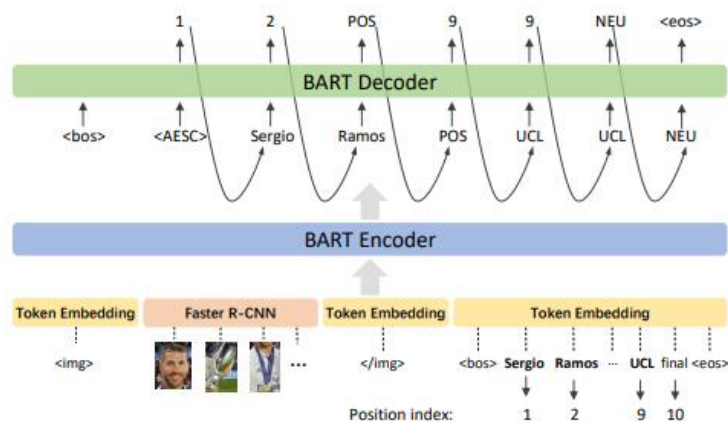 1 2 POS 9 9 NEU <eos>
BART Decoder
<bos> <AESC> Sergio Ramos POS UCL UCL NEU
BART Encoder
Token Embedding Faster R-CNN Token Embedding Token Embedding
<img> ... </img> <bos> Sergio Ramos ... UCL final <eos>
Position index: 1 2 9 10